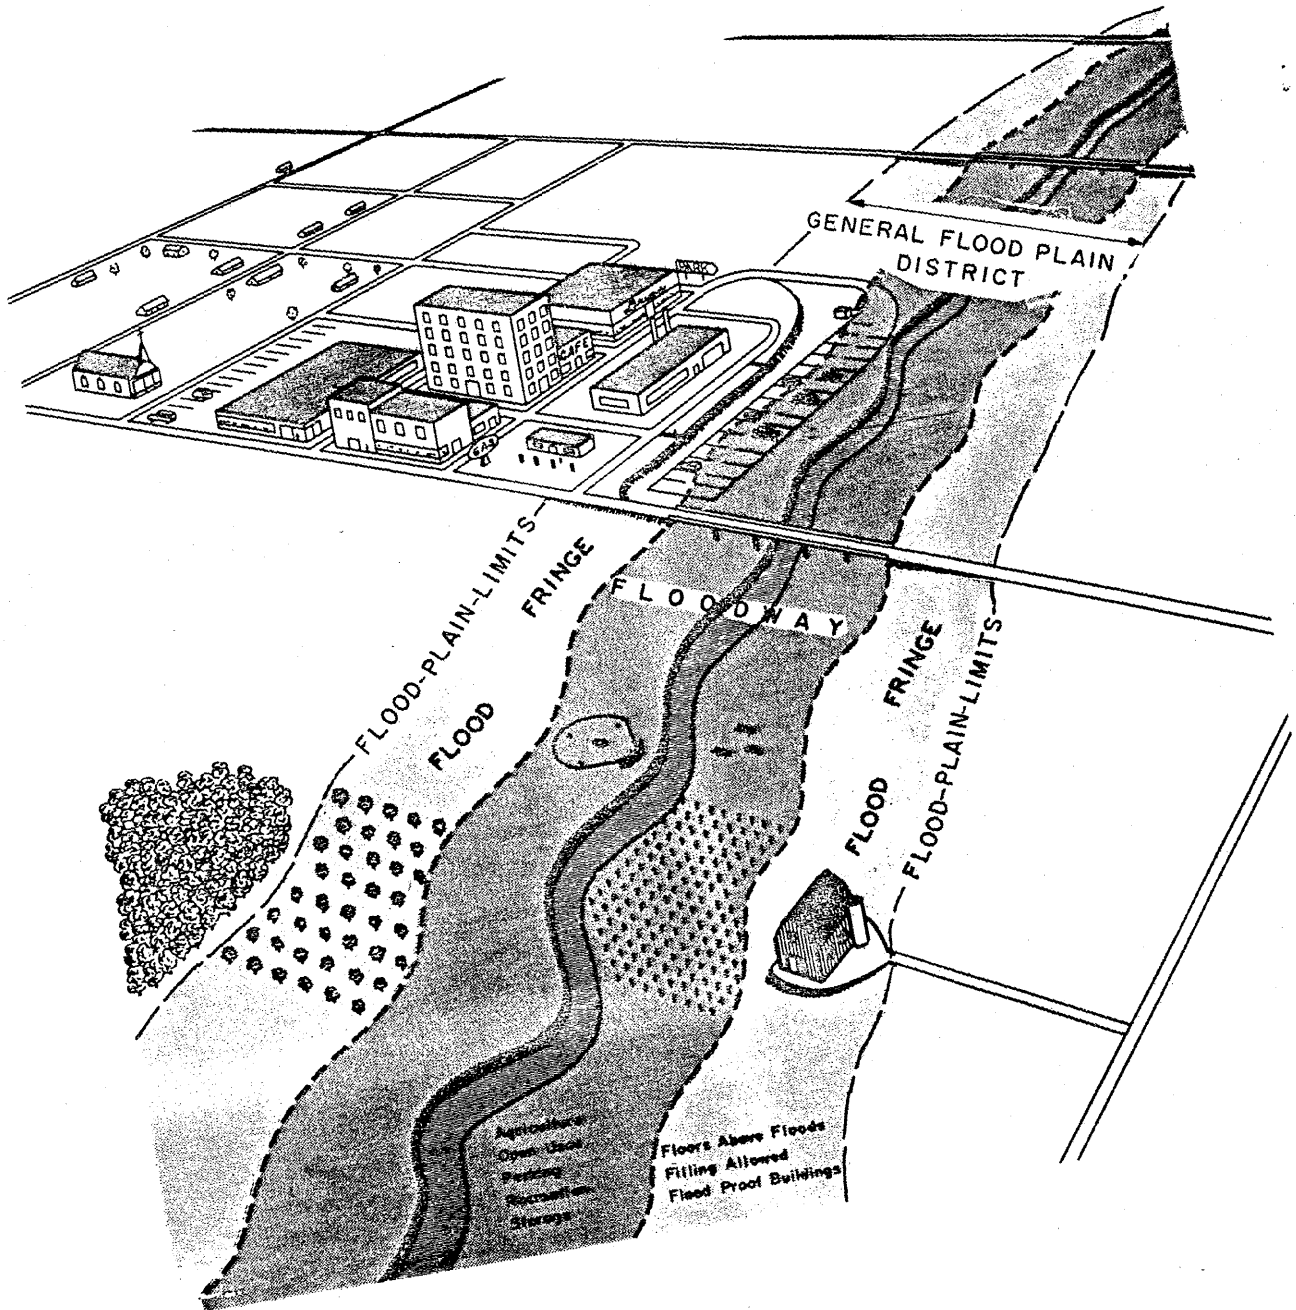 GENERAL FLOOD PLAIN
DISTRICT
PARK
CAFE
GAS
FLOOD-PLAIN-LIMITS
FLOOD FRINGE
FLOODWAY
FLOOD FRINGE
FLOOD-PLAIN-LIMITS
Agriculture
Open Uses
Parking
Recreation
Storage
Floors Above Floods
Filling Allowed
Flood Proof Buildings